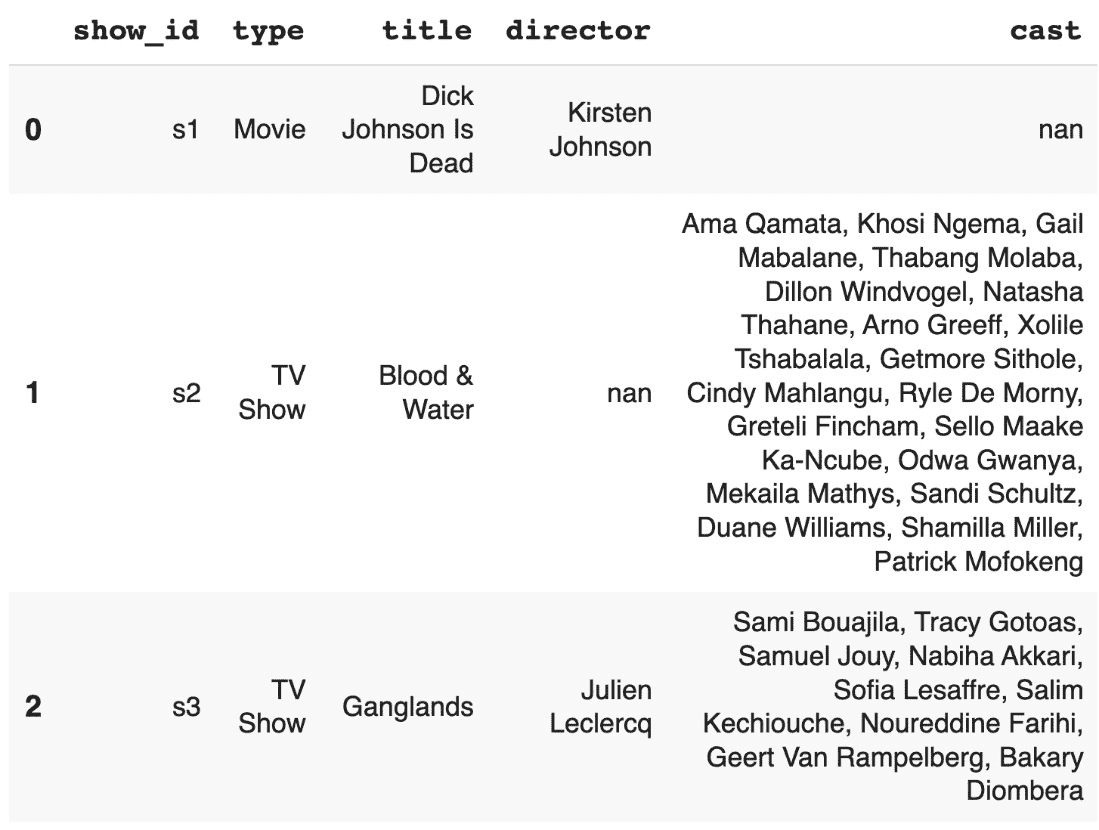 show_id type title director cast
0 s1 Movie Dick Johnson Is Dead Kirsten Johnson nan
1 s2 TV Show Blood & Water nan Ama Qamata, Khosi Ngema, Gail
Mabalane, Thabang Molaba,
Dillon Windvogel, Natasha
Thahane, Arno Greeff, Xolile
Tshabalala, Getmore Sithole,
Cindy Mahlangu, Ryle De Morny,
Greteli Fincham, Sello Maake
Ka-Ncube, Odwa Gwanya,
Mekaila Mathys, Sandi Schultz,
Duane Williams, Shamilla Miller,
Patrick Mofokeng
2 s3 TV Show Ganglands Julien Leclercq Sami Bouajila, Tracy Gotoas,
Samuel Jouy, Nabiha Akkari,
Sofia Lesaffre, Salim
Kechiouche, Noureddine Farihi,
Geert Van Rampelberg, Bakary
Diombera